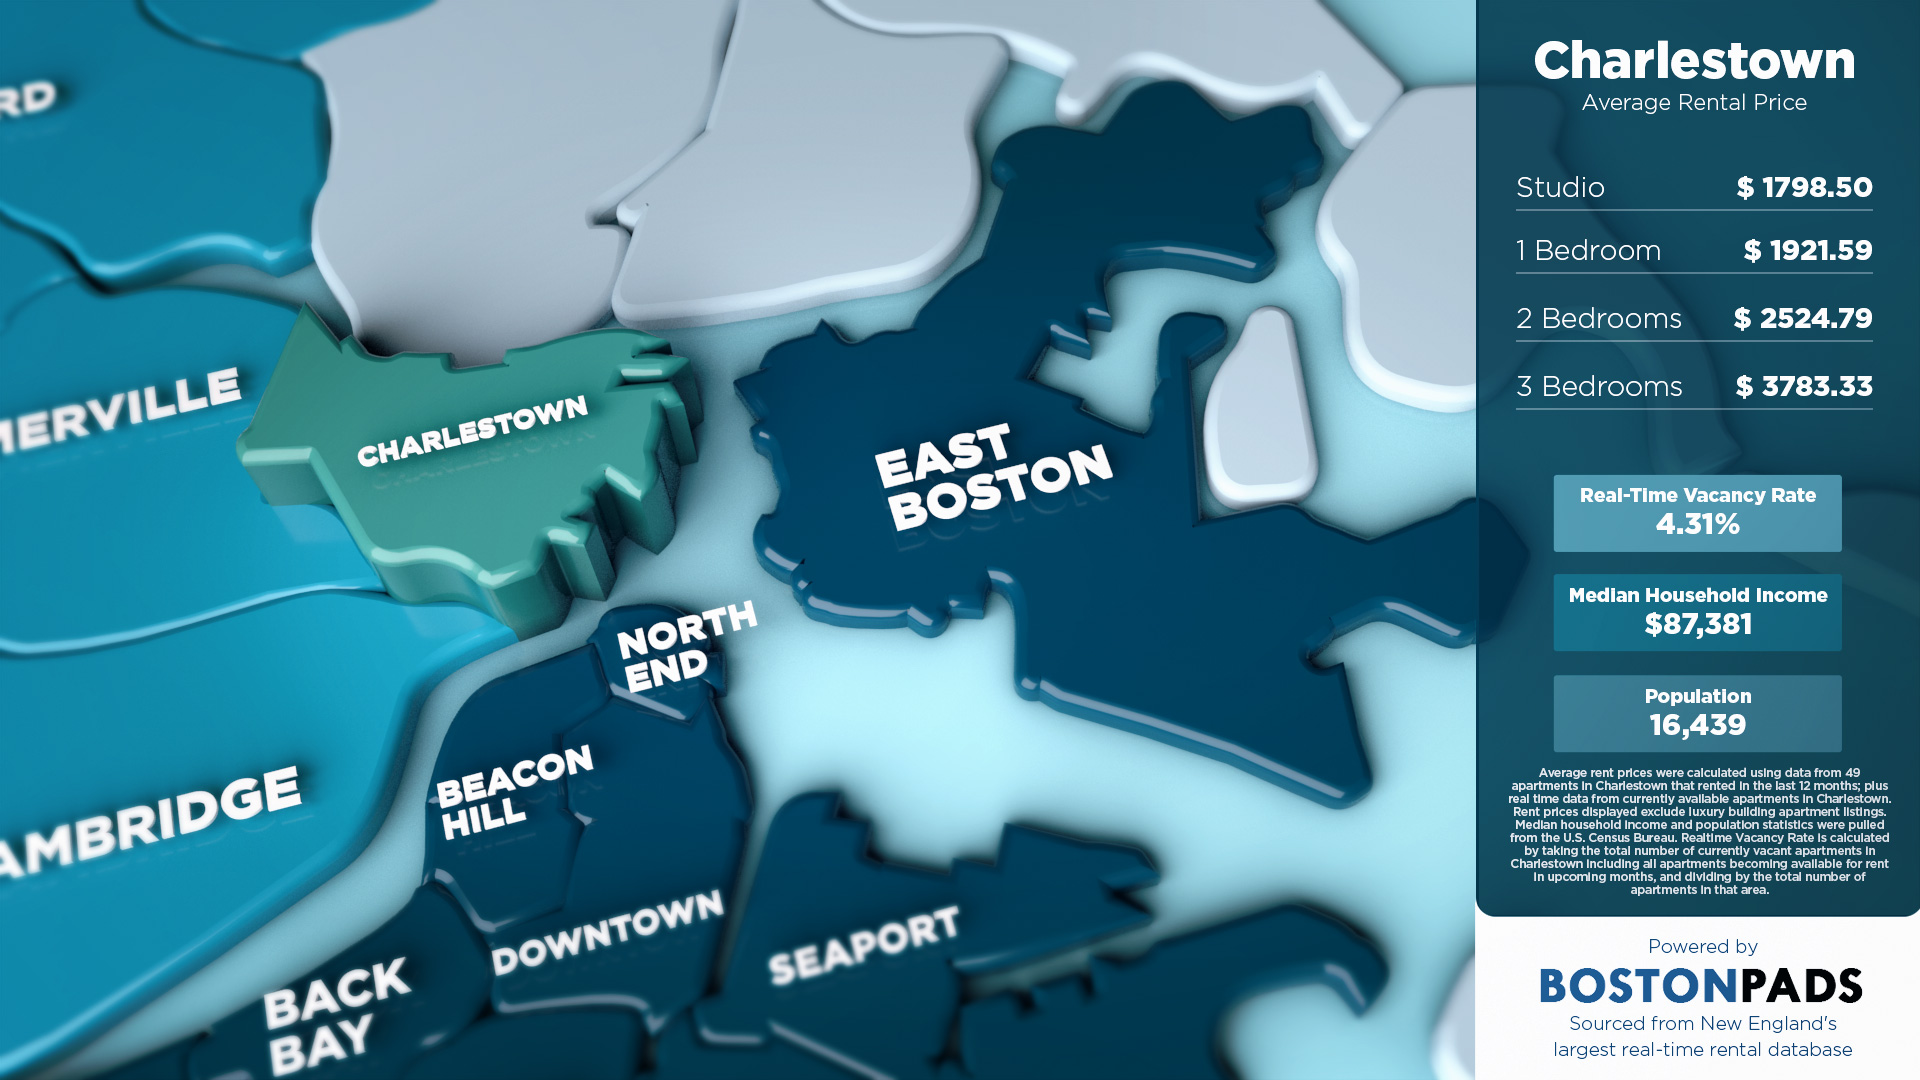 RD
MERVILLE
CHARLESTOWN
EAST
BOSTON
NORTH
END
BEACON
HILL
AMBRIDGE
DOWNTOWN
SEAPORT
BACK
BAY
Charlestown
Average Rental Price
Studio $ 1798.50
1 Bedroom $ 1921.59
2 Bedrooms $ 2524.79
3 Bedrooms $ 3783.33
Real-Time Vacancy Rate
4.31%
Median Household Income
$87,381
Population
16,439
Average rent prices were calculated using data from 49
apartments in Charlestown that rented in the last 12 months; plus
real time data from currently available apartments in Charlestown.
Rent prices displayed exclude luxury building apartment listings.
Median household income and population statistics were pulled
from the U.S. Census Bureau. Realtime Vacancy Rate is calculated
by taking the total number of currently vacant apartments in
Charlestown including all apartments becoming available for rent
in upcoming months, and dividing by the total number of
apartments in that area.
Powered by
BOSTONPADS
Sourced from New England's
largest real-time rental database